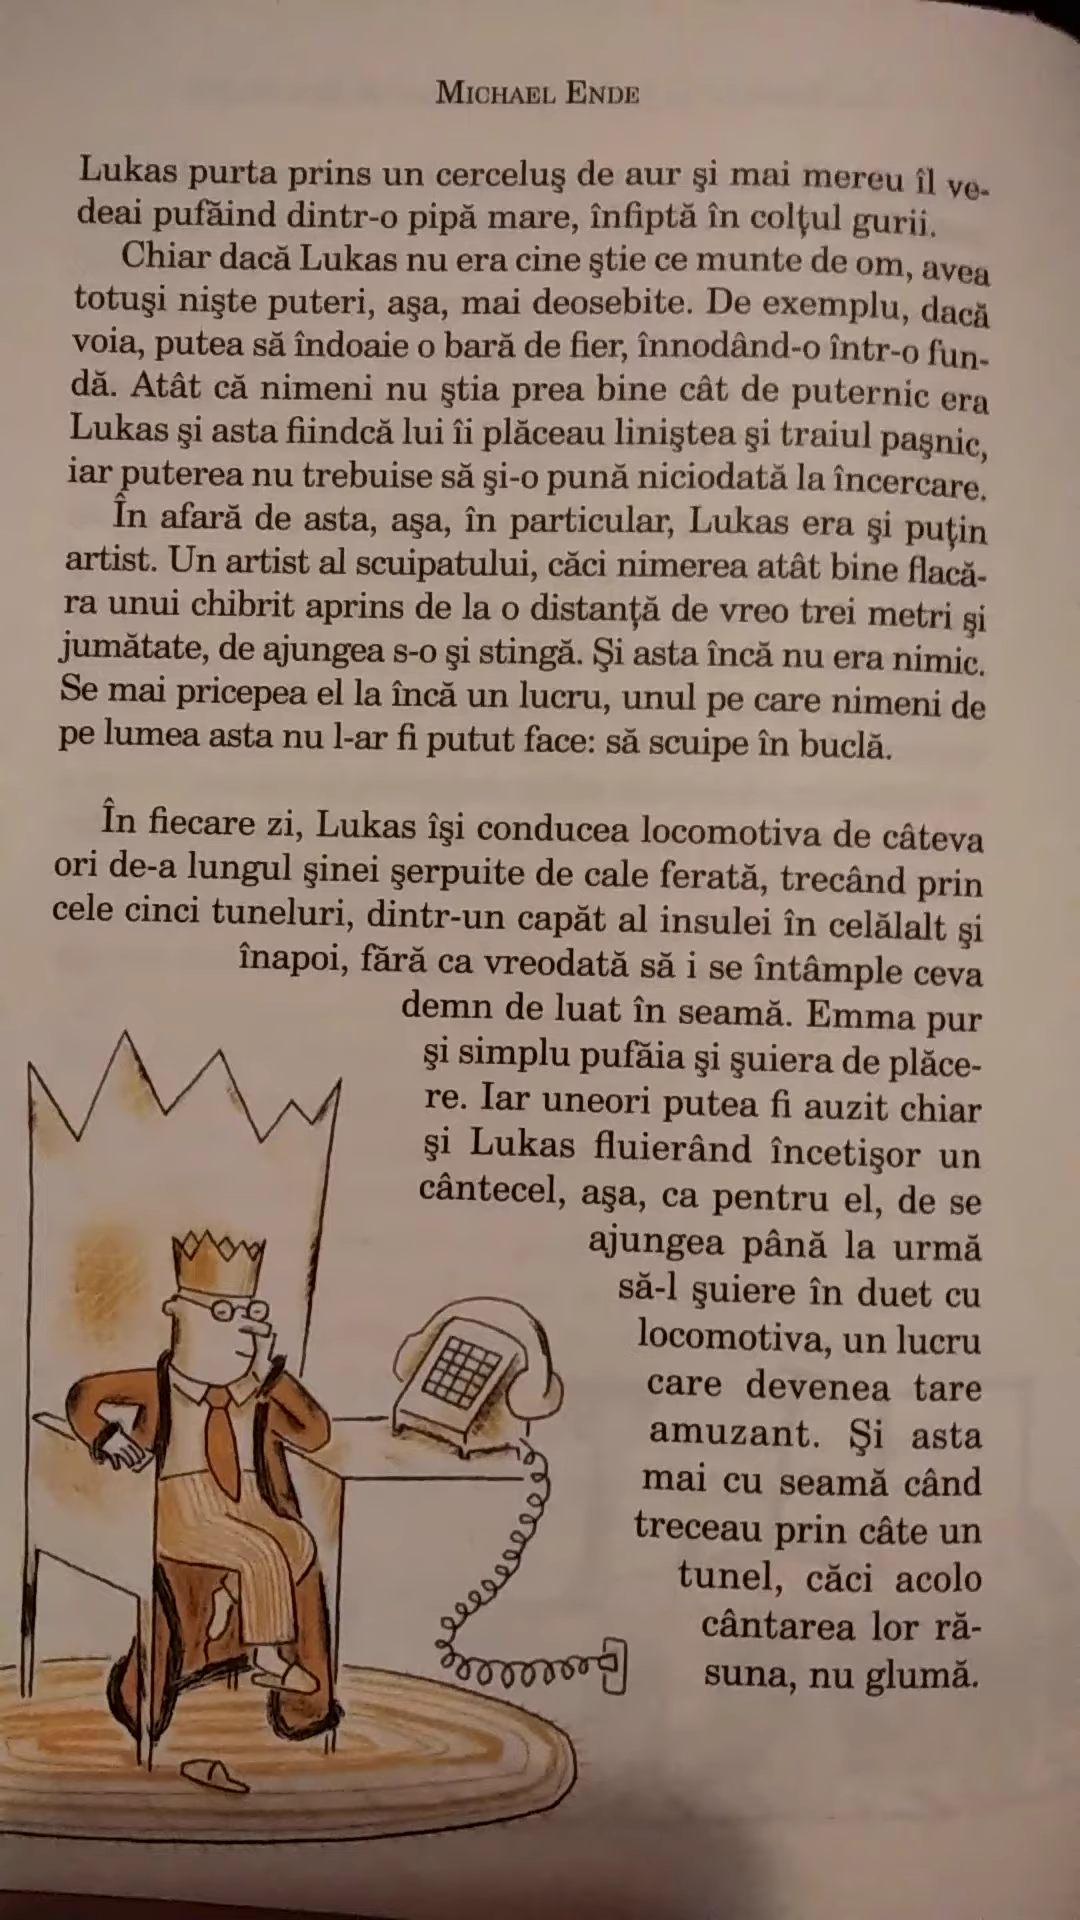 MICHAEL ENDE
Lukas purta prins un cerceluş de aur şi mai mereu îl ve-
deai pufăind dintr-o pipă mare, înfiptă în colţul gurii.
Chiar dacă Lukas nu era cine ştie ce munte de om, avea
totuşi nişte puteri, aşa, mai deosebite. De exemplu, dacă
voia, putea să îndoaie o bară de fier, înnodând-o într-o fun-
dă. Atât că nimeni nu ştia prea bine cât de puternic era
Lukas şi asta fiindcă lui îi plăceau liniştea şi traiul paşnic,
iar puterea nu trebuise să şi-o pună niciodată la încercare.
În afară de asta, aşa, în particular, Lukas era şi puţin
artist. Un artist al scuipatului, căci nimerea atât bine flacă-
ra unui chibrit aprins de la o distanţă de vreo trei metri şi
jumătate, de ajungea s-o şi stingă. Şi asta încă nu era nimic.
Se mai pricepea el la încă un lucru, unul pe care nimeni de
pe lumea asta nu l-ar fi putut face: să scuipe în buclă.
În fiecare zi, Lukas îşi conducea locomotiva de câteva
ori de-a lungul şinei şerpuite de cale ferată, trecând prin
cele cinci tuneluri, dintr-un capăt al insulei în celălalt şi
înapoi, fără ca vreodată să i se întâmple ceva
demn de luat în seamă. Emma pur
şi simplu pufăia şi şuiera de plăce-
re. Iar uneori putea fi auzit chiar
şi Lukas fluierând încetişor un
cântecel, aşa, ca pentru el, de se
ajungea până la urmă
să-l şuiere în duet cu
locomotiva, un lucru
care devenea tare
amuzant. Şi asta
mai cu seamă când
treceau prin câte un
tunel, căci acolo
cântarea lor ră-
suna, nu glumă.